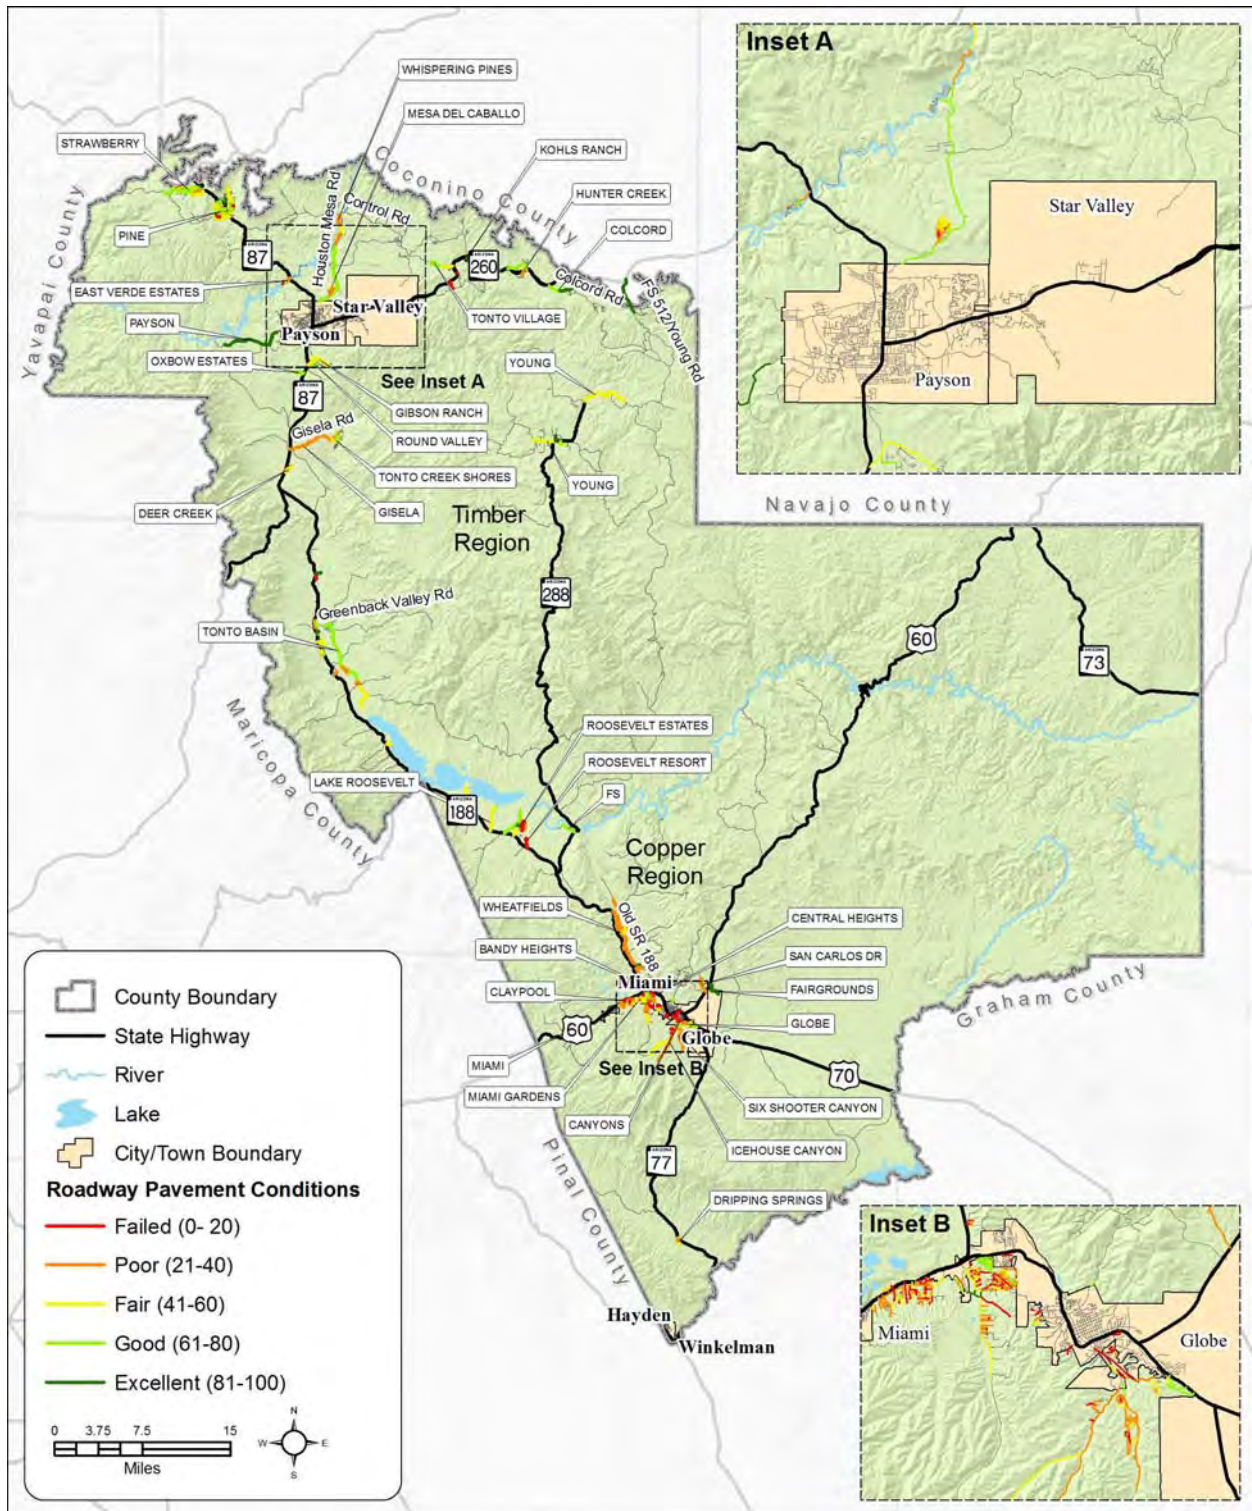 Inset A
WHISPERING PINES
MESA DEL CABALLO
STRAWBERRY
KOHLS RANCH
HUNTER CREEK
COLCORD
Coconino County
Yavapai County
PINE
ARIZONA
87
Houston Mesa Rd
Control Rd
ARIZONA
260
Colcord Rd
FS 512/Young Rd
EAST VERDE ESTATES
Star Valley
TONTO VILLAGE
PAYSON
Payson
OXBOW ESTATES
See Inset A
YOUNG
ARIZONA
87
GIBSON RANCH
Gisela Rd
ROUND VALLEY
TONTO CREEK SHORES
YOUNG
DEER CREEK
GISELA
Star Valley
Payson
Navajo County
Timber
Region
ARIZONA
288
Greenback Valley Rd
TONTO BASIN
60
ARIZONA
73
Maricopa County
ROOSEVELT ESTATES
ROOSEVELT RESORT
LAKE ROOSEVELT
ARIZONA
188
FS
Copper
Region
WHEATFIELDS
Old SR 188
CENTRAL HEIGHTS
BANDY HEIGHTS
SAN CARLOS DR
Miami
CLAYPOOL
FAIRGROUNDS
Graham County
60
GLOBE
Globe
MIAMI
See Inset B
70
MIAMI GARDENS
SIX SHOOTER CANYON
CANYONS
ICEHOUSE CANYON
ARIZONA
77
Pinal County
DRIPPING SPRINGS
Hayden
Winkelman
Inset B
Miami
Globe
County Boundary
State Highway
River
Lake
City/Town Boundary
Roadway Pavement Conditions
Failed (0- 20)
Poor (21-40)
Fair (41-60)
Good (61-80)
Excellent (81-100)
0 3.75 7.5 15
Miles
N
W E
S